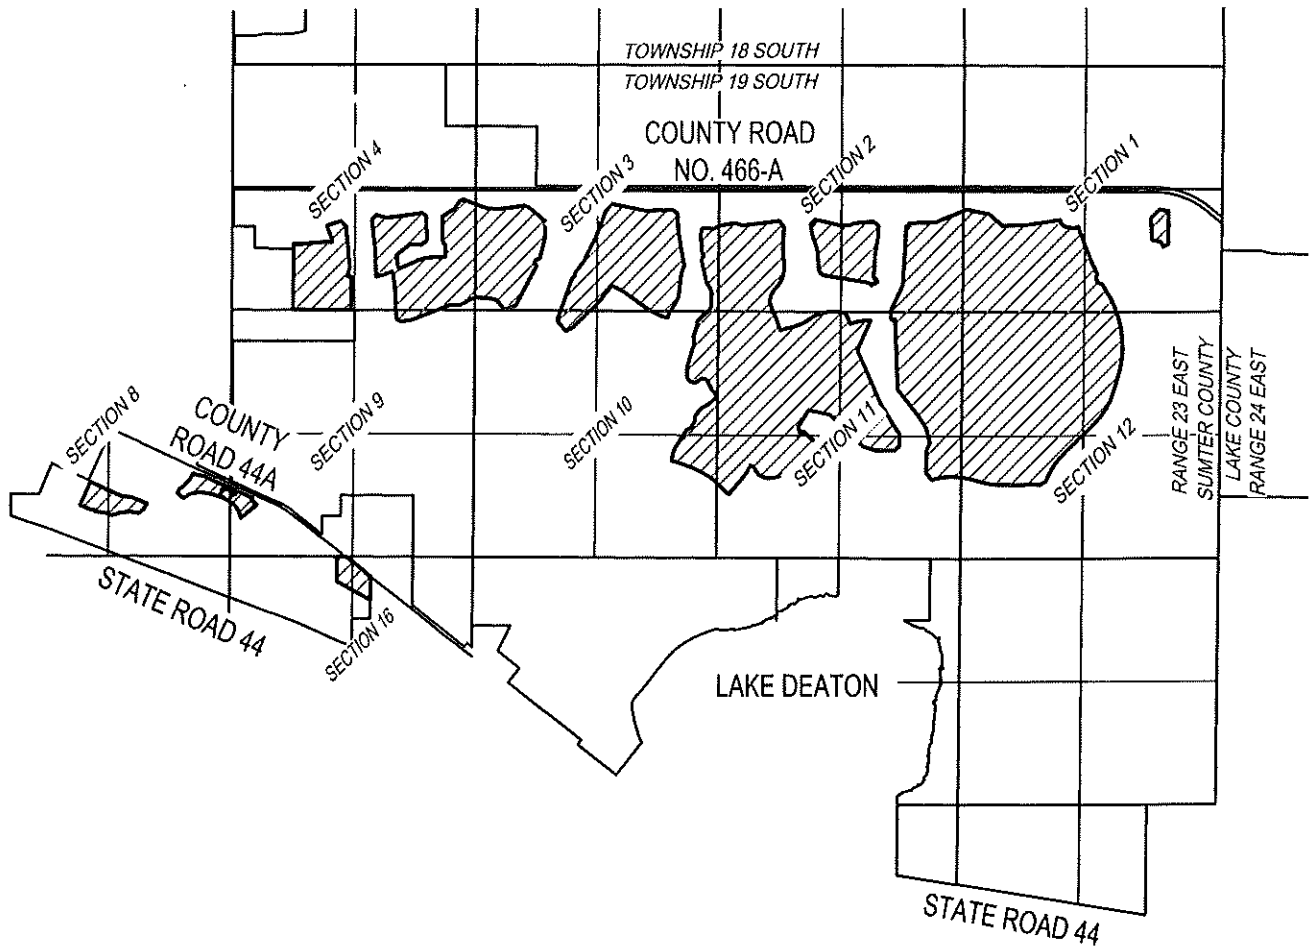 TOWNSHIP 18 SOUTH
TOWNSHIP 19 SOUTH
COUNTY ROAD
NO. 466-A
SECTION 4
SECTION 3
SECTION 2
SECTION 1
RANGE 23 EAST
SUMTER COUNTY
LAKE COUNTY
RANGE 24 EAST
SECTION 8
COUNTY
ROAD 44A
SECTION 9
SECTION 10
SECTION 11
SECTION 12
STATE ROAD 44
SECTION 16
LAKE DEATON
STATE ROAD 44